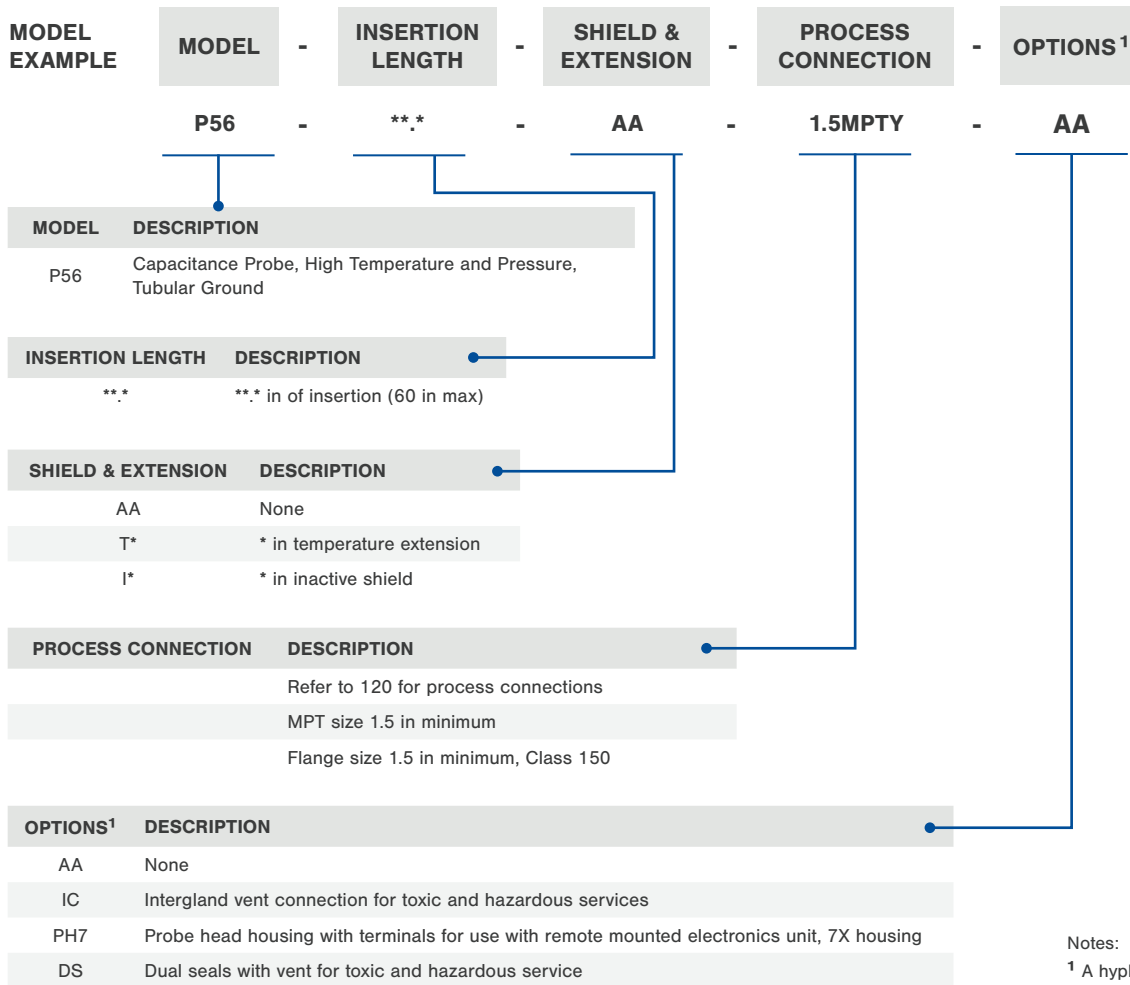 MODEL EXAMPLE
MODEL - INSERTION LENGTH - SHIELD & EXTENSION - PROCESS CONNECTION - OPTIONS¹
P56 - **.* - AA - 1.5MPTY - AA
MODEL DESCRIPTION
P56 Capacitance Probe, High Temperature and Pressure,
Tubular Ground
INSERTION LENGTH DESCRIPTION
**.* **.* in of insertion (60 in max)
SHIELD & EXTENSION DESCRIPTION
AA None
T* * in temperature extension
I* * in inactive shield
PROCESS CONNECTION DESCRIPTION
Refer to 120 for process connections
MPT size 1.5 in minimum
Flange size 1.5 in minimum, Class 150
OPTIONS¹ DESCRIPTION
AA None
IC Intergland vent connection for toxic and hazardous services
PH7 Probe head housing with terminals for use with remote mounted electronics unit, 7X housing
DS Dual seals with vent for toxic and hazardous service
Notes:
¹ A